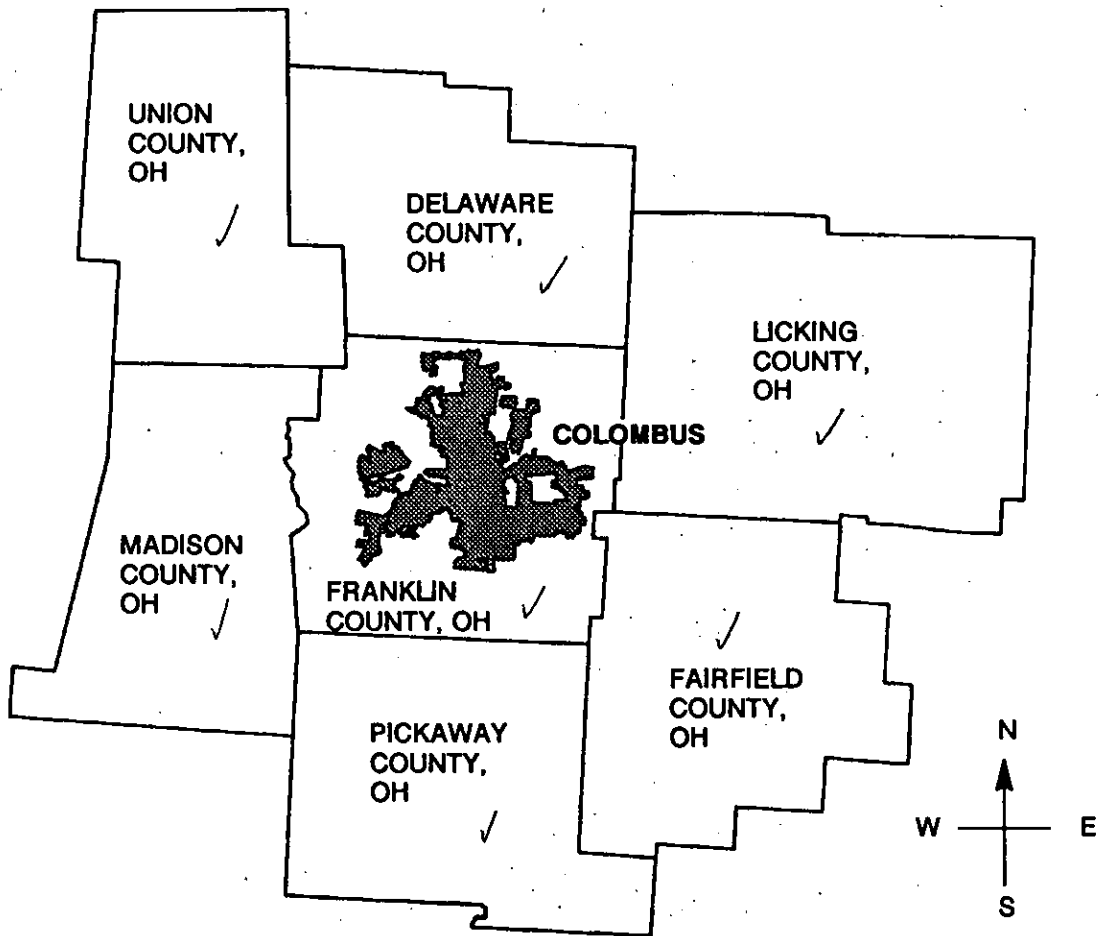 UNION
COUNTY,
OH
DELAWARE
COUNTY,
OH
LICKING
COUNTY,
OH
COLOMBUS
MADISON
COUNTY,
OH
FRANKLIN
COUNTY, OH
FAIRFIELD
COUNTY,
OH
PICKAWAY
COUNTY,
OH
N
W E
S